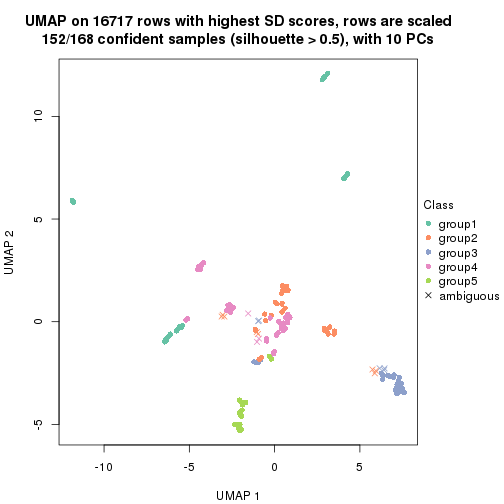 UMAP on 16717 rows with highest SD scores, rows are scaled
152/168 confident samples (silhouette > 0.5), with 10 PCs
10
5
0
-5
UMAP 2
-10
-5
0
5
UMAP 1
Class
group1
group2
group3
group4
group5
ambiguous